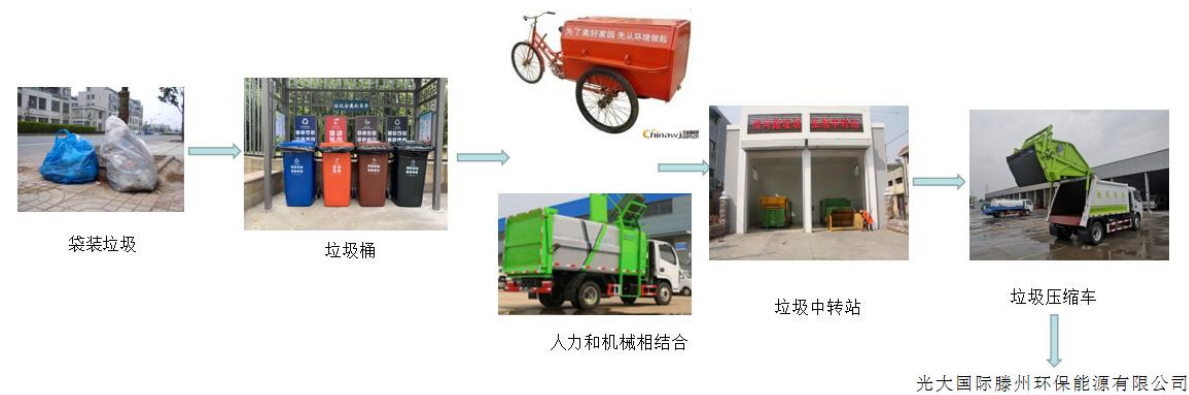 为了美好家园 先从环境做起
Chinawj
袋装垃圾
垃圾桶
人力和机械相结合
垃圾中转站
垃圾压缩车
光大国际滕州环保能源有限公司